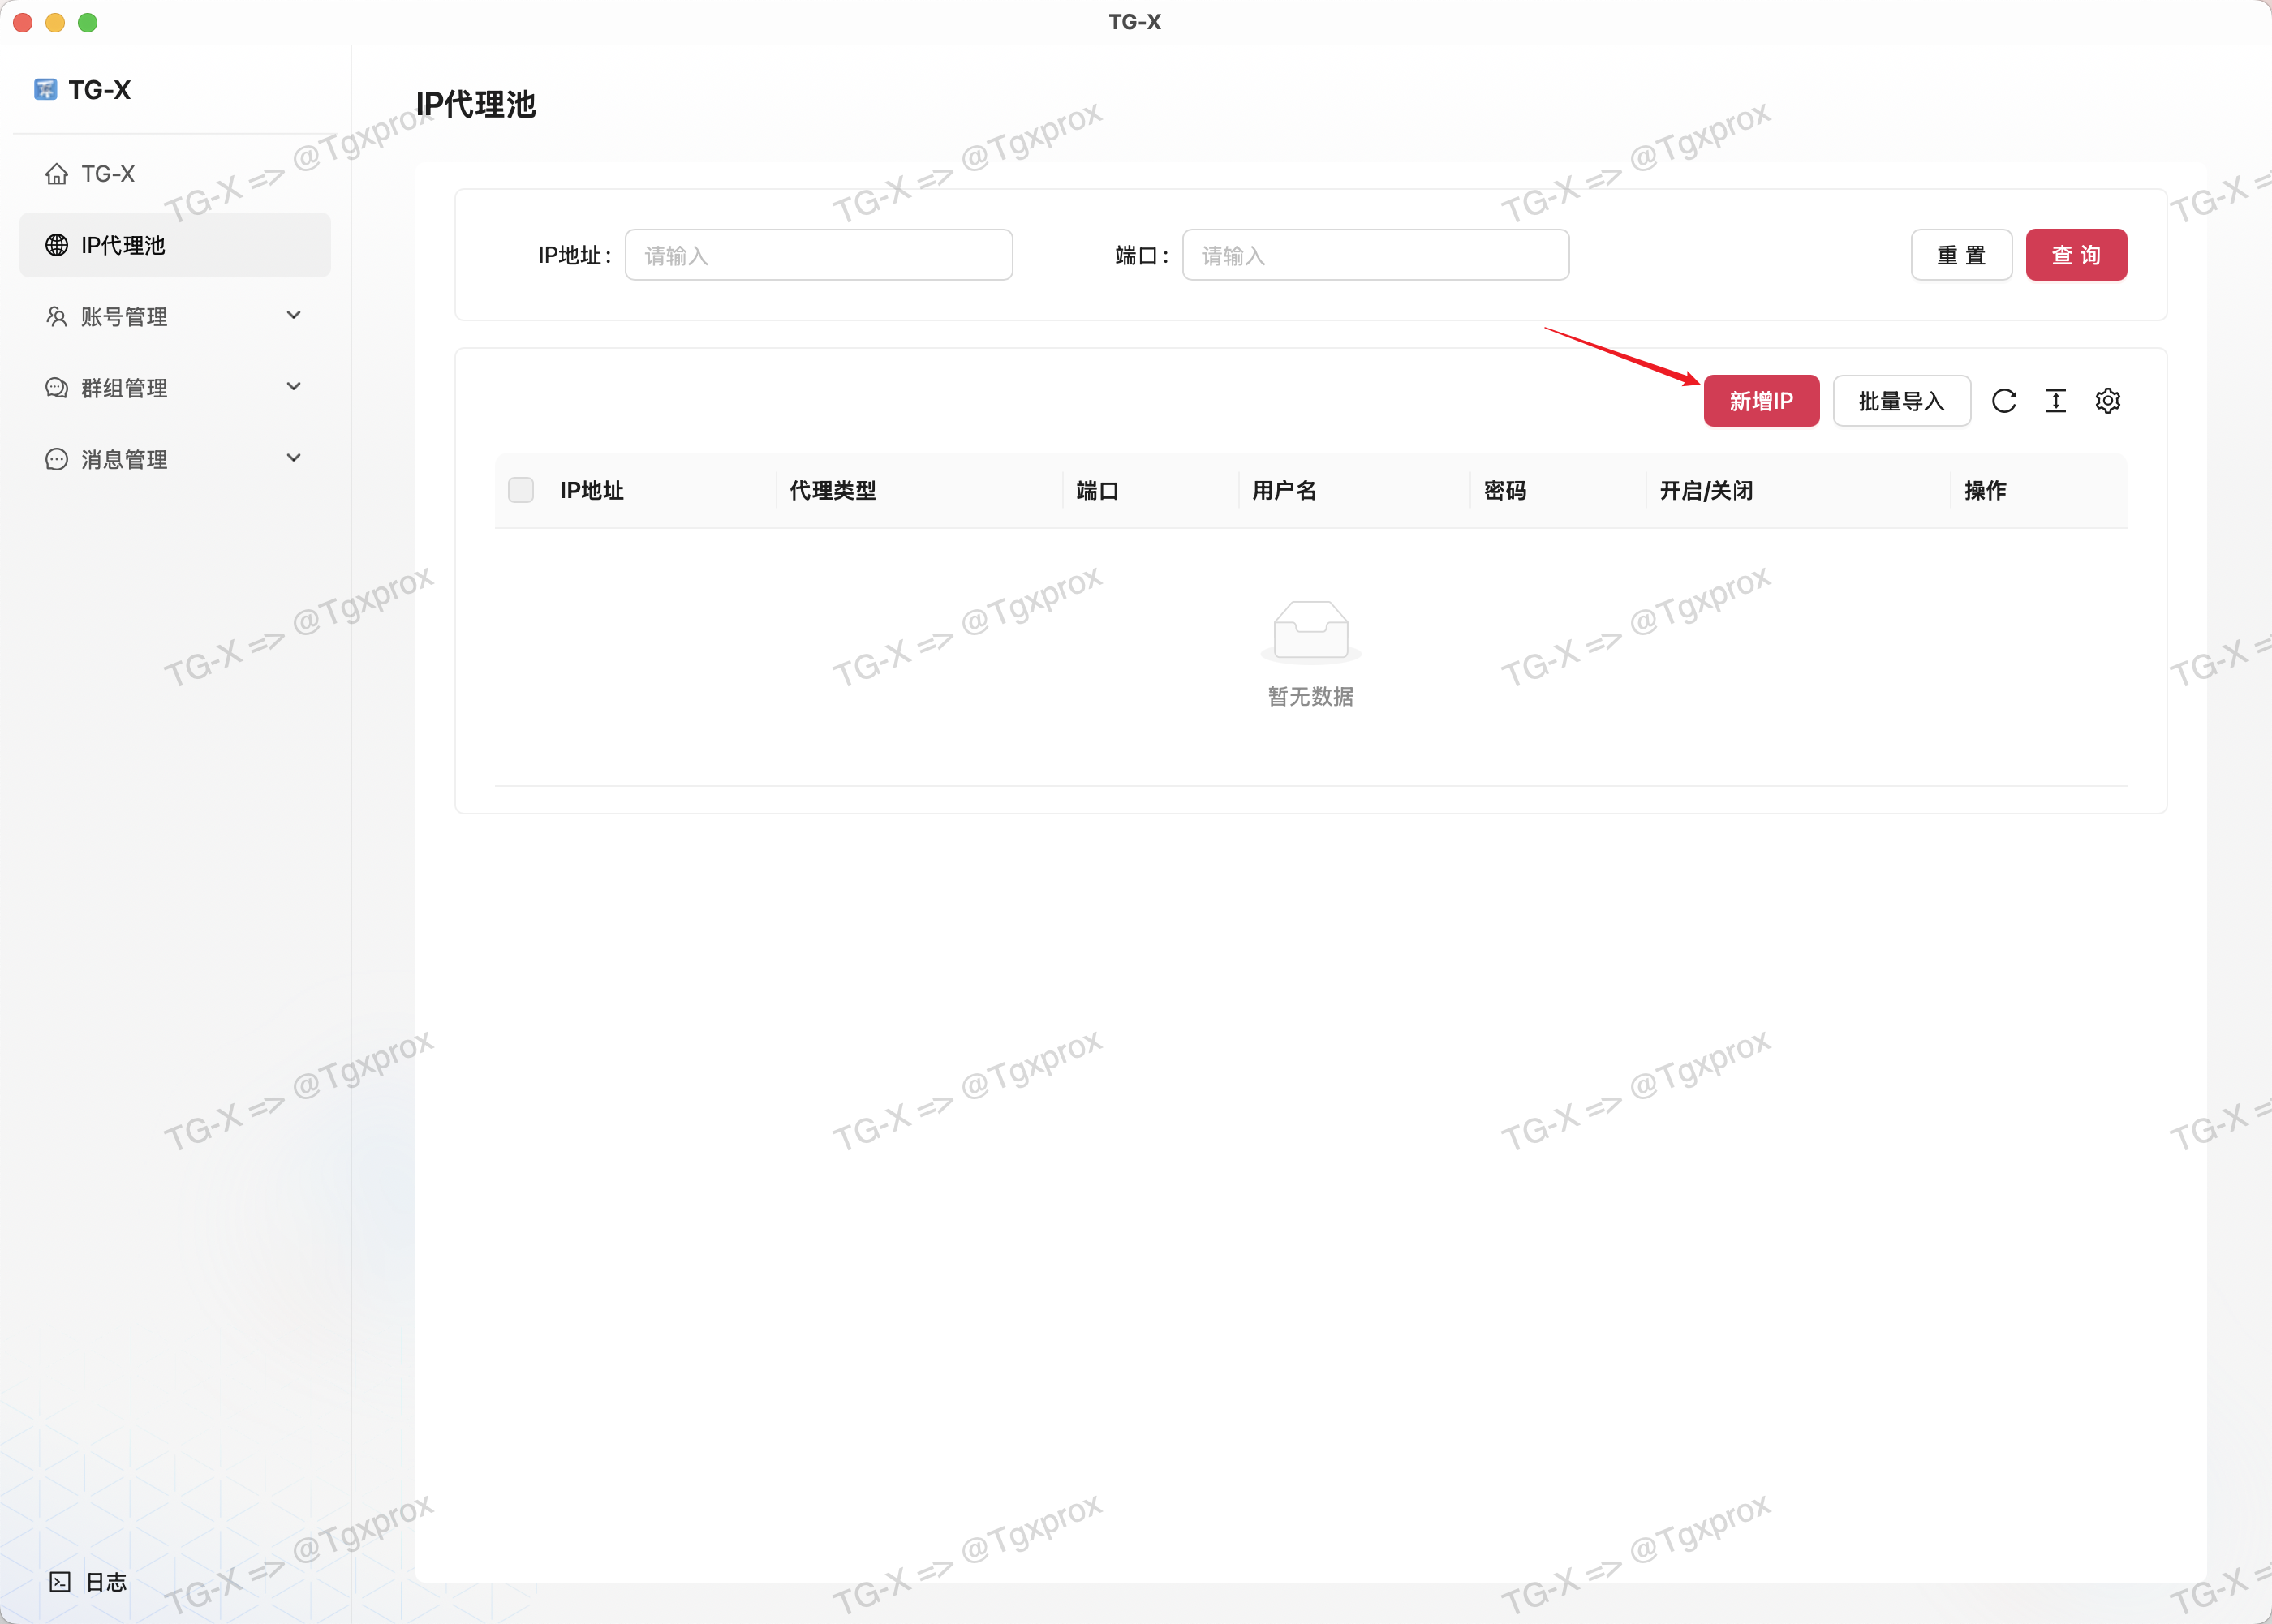 TG-X
TG-X
IP代理池
TG-X
IP代理池
账号管理
群组管理
消息管理
IP地址： 请输入 端口： 请输入 重 置 查 询
新增IP 批量导入
IP地址 代理类型 端口 用户名 密码 开启/关闭 操作
暂无数据
日志
TG-X => @Tgxprox
TG-X => @Tgxprox
TG-X => @Tgxprox
TG-X =>
TG-X => @Tgxprox
TG-X => @Tgxprox
TG-X => @Tgxprox
TG-X =>
TG-X => @Tgxprox
TG-X => @Tgxprox
TG-X => @Tgxprox
TG-X =>
TG-X => @Tgxprox
TG-X => @Tgxprox
TG-X => @Tgxprox
TG-X =>